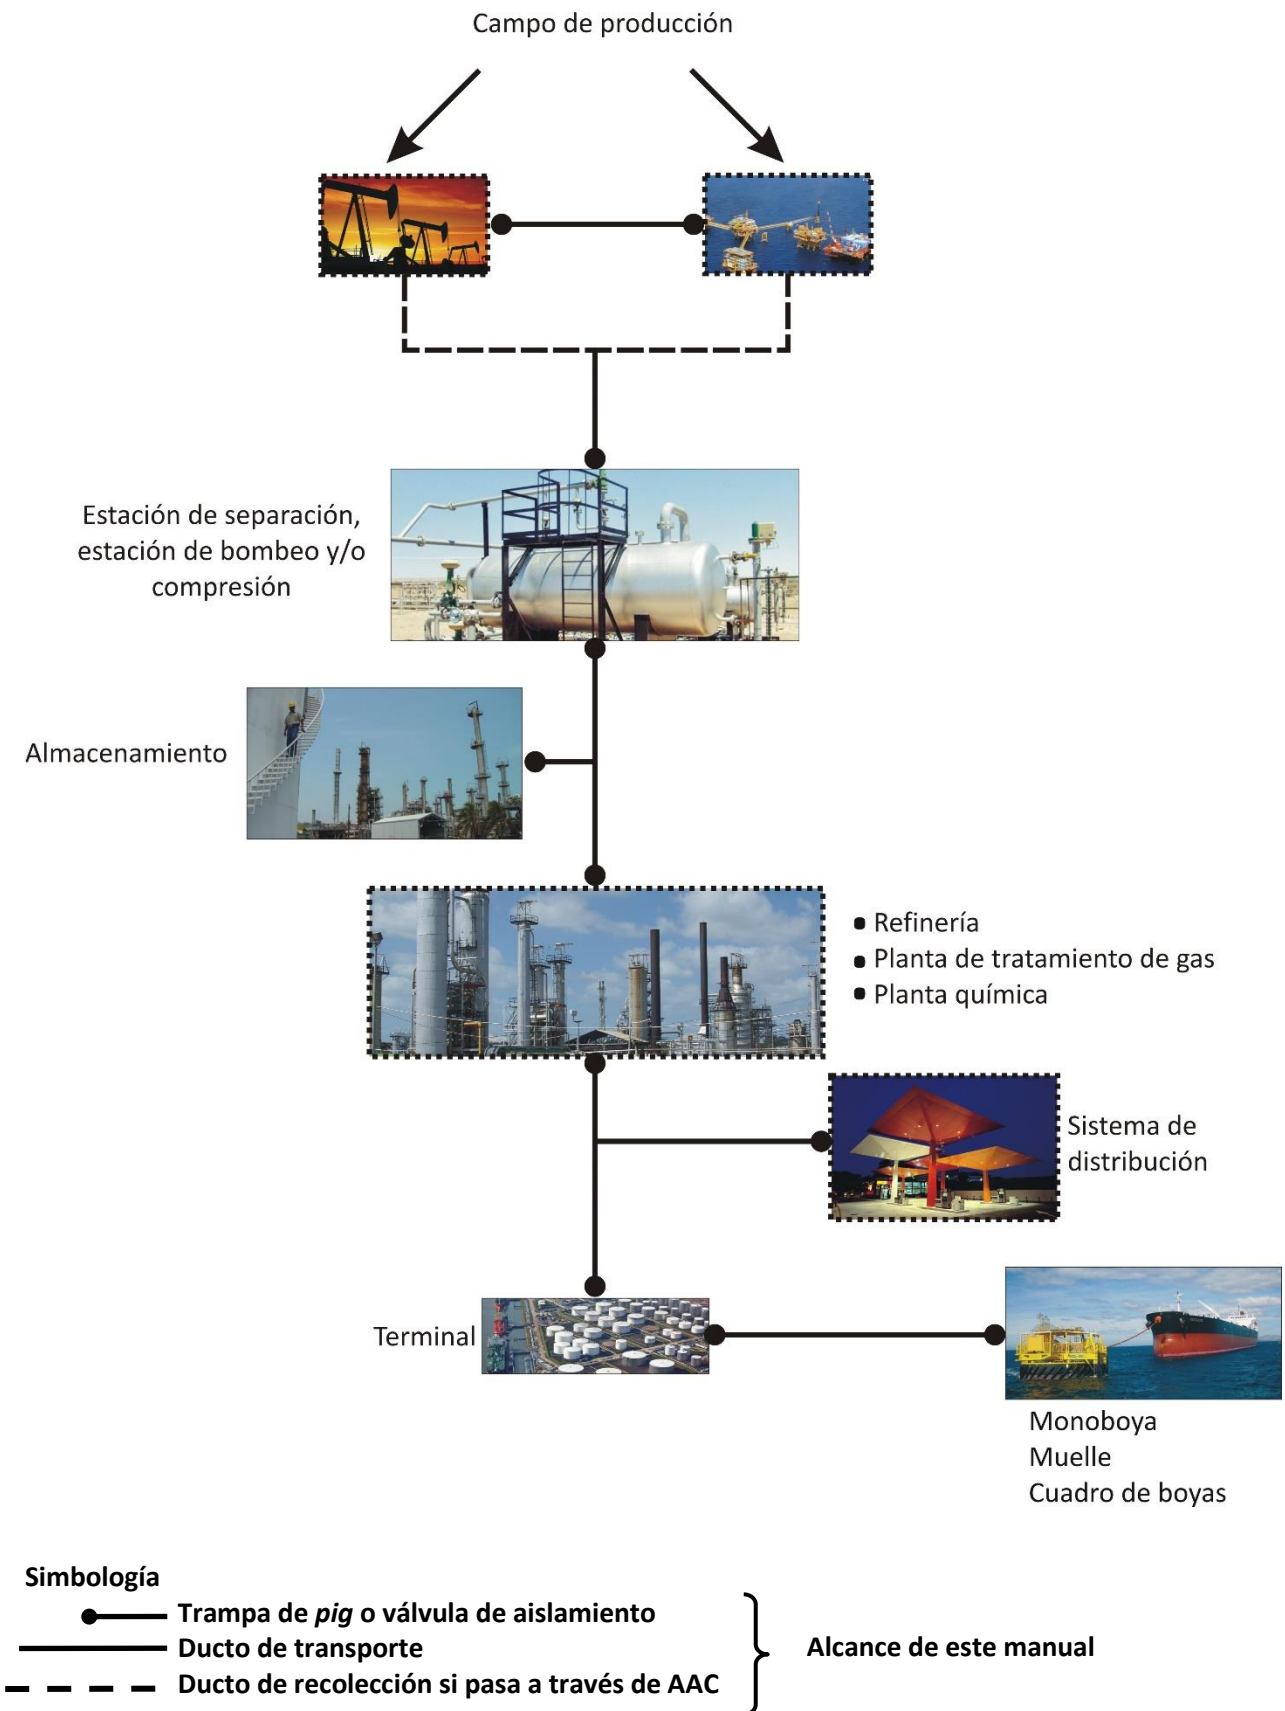 Campo de producción
Estación de separación,
estación de bombeo y/o
compresión
Almacenamiento
• Refinería
• Planta de tratamiento de gas
• Planta química
Sistema de
distribución
Terminal
Monoboya
Muelle
Cuadro de boyas
Simbología
Trampa de pig o válvula de aislamiento
Ducto de transporte
Ducto de recolección si pasa a través de AAC
Alcance de este manual